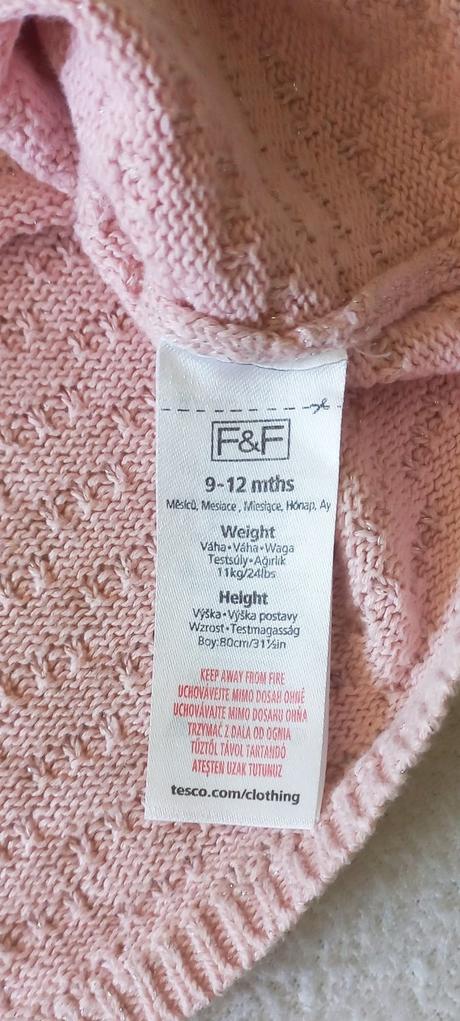 F&F
9-12 mths
Měsíců, Mesiace, Miesiące, Hónap, Ay
Weight
Váha•Váha•Waga
Testsúly•Ağırlık
11kg/24lbs
Height
Výška•Výška postavy
Wzrost•Testmagasság
Boy:80cm/31½in
KEEP AWAY FROM FIRE
UCHOVÁVEJTE MIMO DOSAH OHNĚ
UCHOVÁVAJTE MIMO DOSAHU OHŇA
TRZYMAĆ Z DALA OD OGNIA
TŰZTŐL TÁVOL TARTANDÓ
ATEŞTEN UZAK TUTUNUZ
tesco.com/clothing